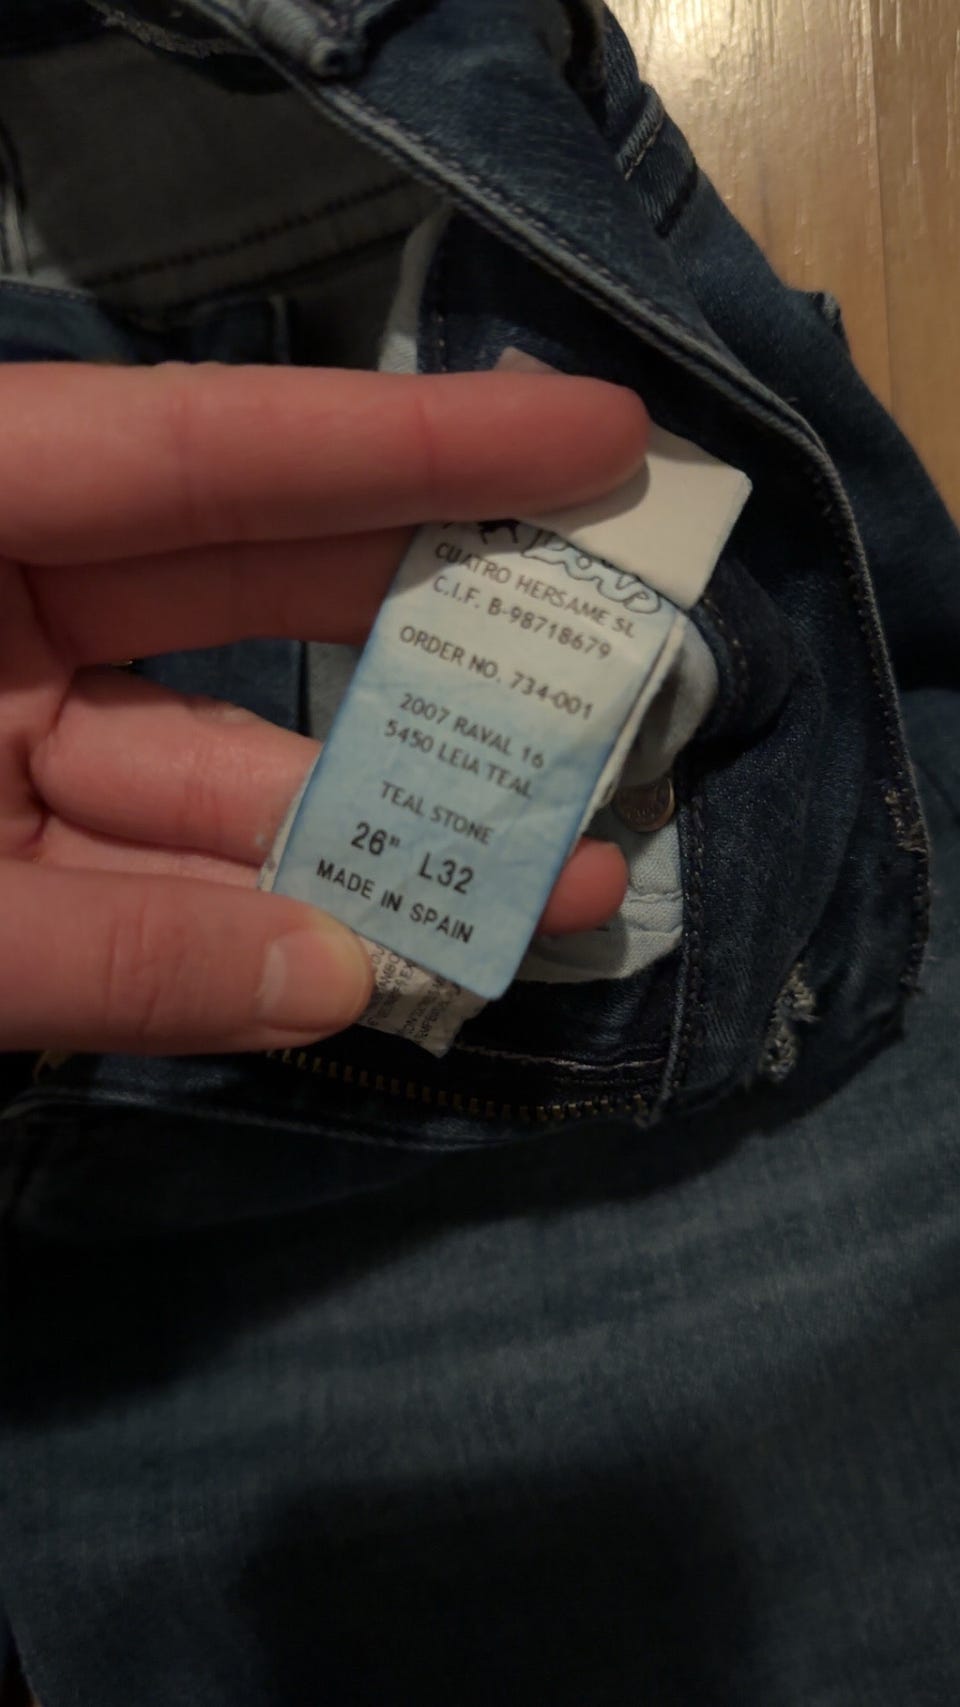 CUATRO HERSAME SL
C.I.F. B-98718679
ORDER NO. 734-001
2007 RAVAL 16
5450 LEIA TEAL
TEAL STONE
26" L32
MADE IN SPAIN